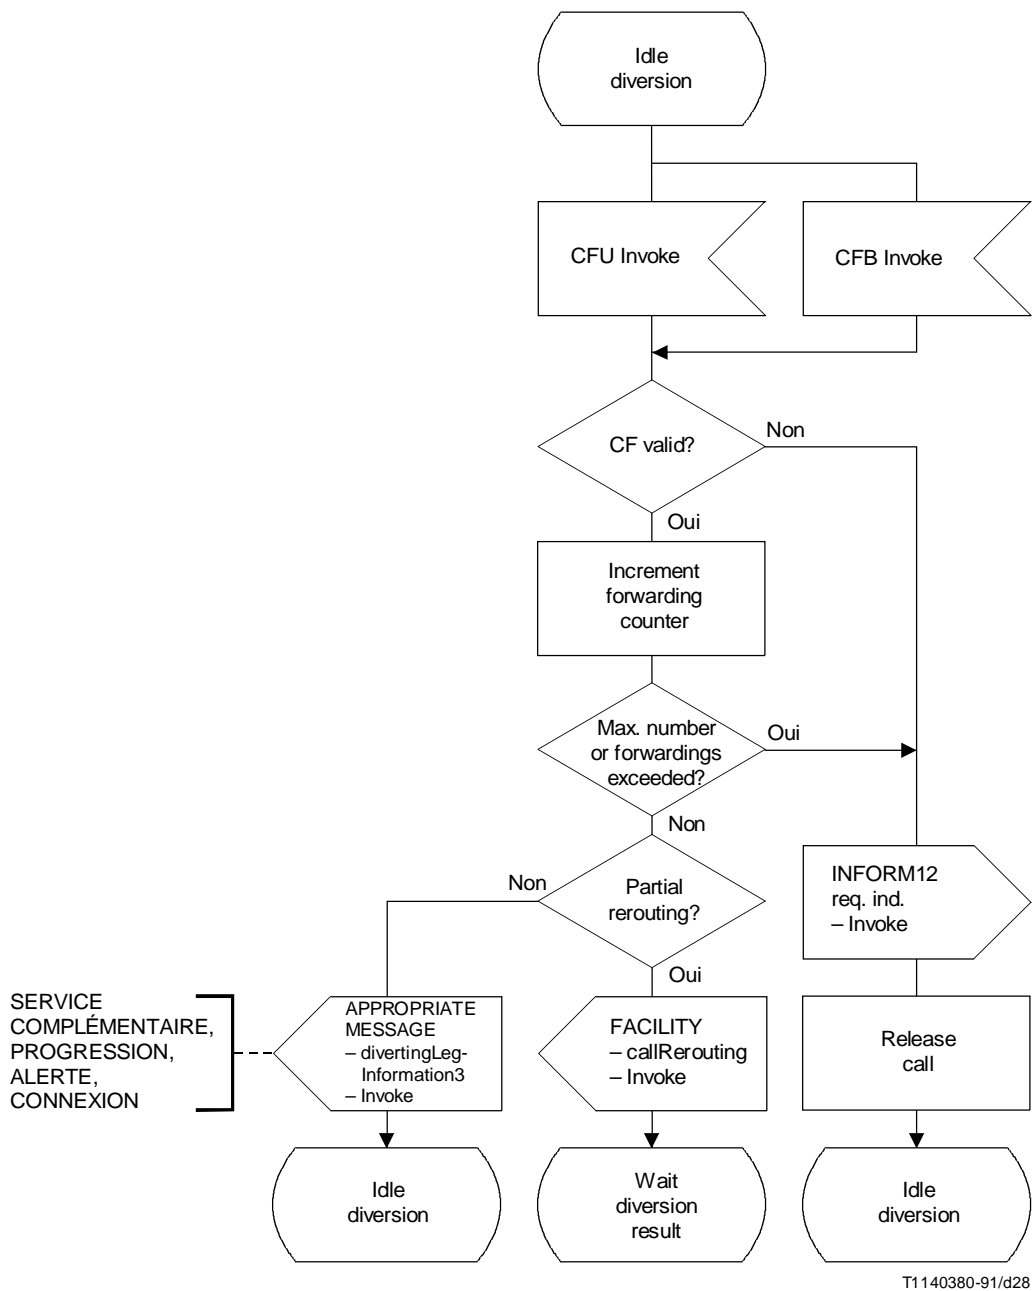 Idle
diversion
CFU Invoke
CFB Invoke
CF valid?
Non
Oui
Increment
forwarding
counter
Max. number
or forwardings
exceeded?
Oui
Non
Partial
rerouting?
Non
Oui
INFORM12
req. ind.
– Invoke
SERVICE
COMPLÉMENTAIRE,
PROGRESSION,
ALERTE,
CONNEXION
APPROPRIATE
MESSAGE
– divertingLeg-
Information3
– Invoke
FACILITY
– callRerouting
– Invoke
Release
call
Idle
diversion
Wait
diversion
result
Idle
diversion
T1140380-91/d28